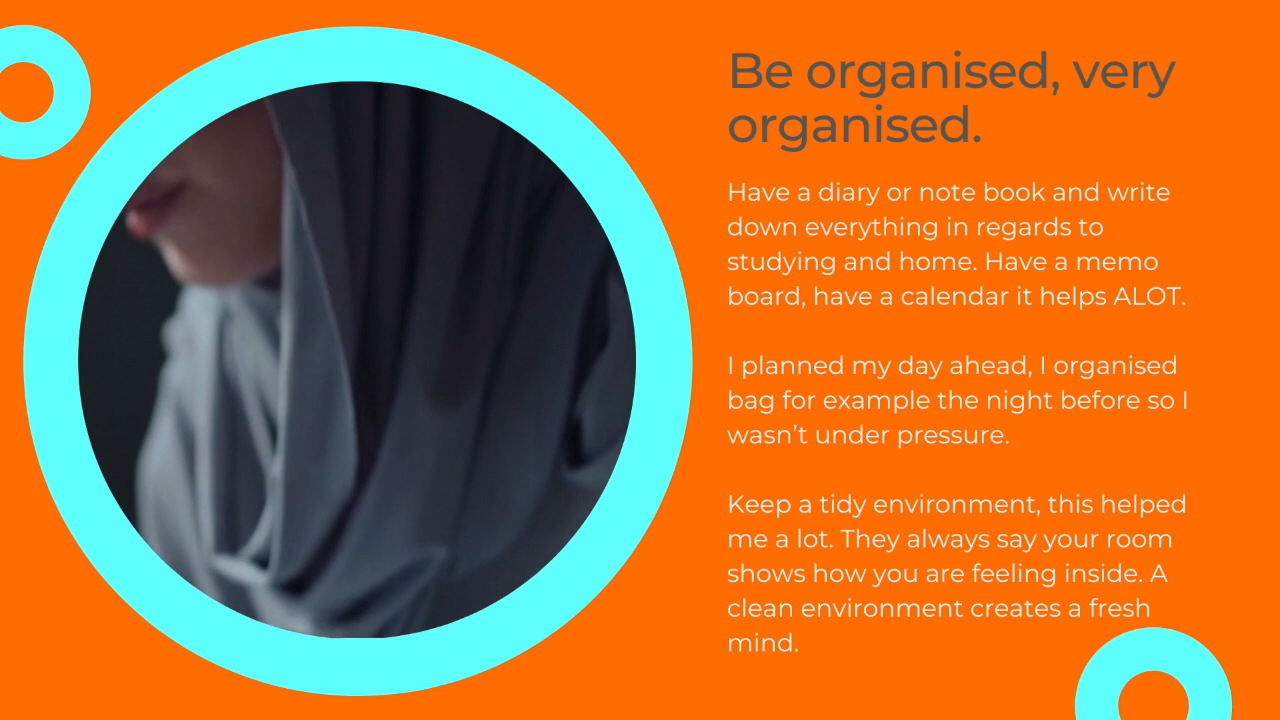 Be organised, very
organised.
Have a diary or note book and write
down everything in regards to
studying and home. Have a memo
board, have a calendar it helps ALOT.
I planned my day ahead, I organised
bag for example the night before so I
wasn’t under pressure.
Keep a tidy environment, this helped
me a lot. They always say your room
shows how you are feeling inside. A
clean environment creates a fresh
mind.